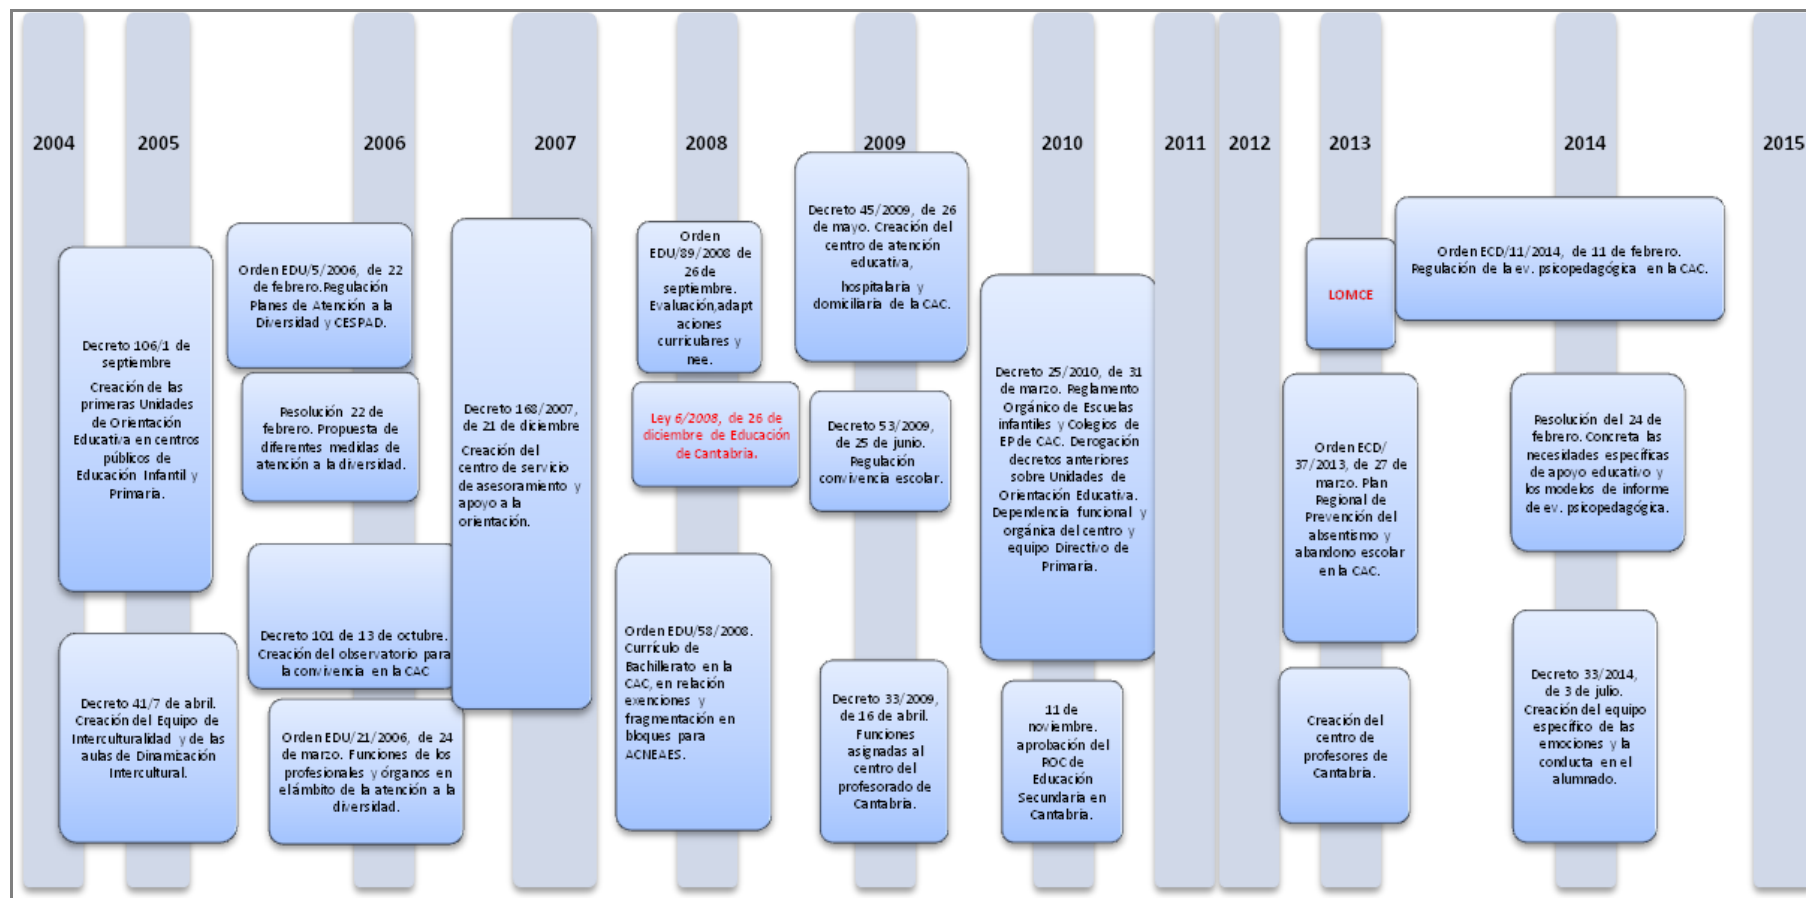 2004
2005
2006
2007
2008
2009
2010
2011
2012
2013
2014
2015
Decreto 106/1 de
septiembre
Creación de las
primeras Unidades
de Orientación
Educativa en centros
públicos de
Educación Infantil y
Primaria.
Decreto 41/7 de abril.
Creación del Equipo de
Interculturalidad y de las
aulas de Dinamización
Intercultural.
Orden EDU/5/2006, de 22
de febrero.Regulación
Planes de Atención a la
Diversidad y CESPAD.
Resolución 22 de
febrero. Propuesta de
diferentes medidas de
atención a la diversidad.
Decreto 101 de 13 de octubre.
Creación del observatorio para
la convivencia en la CAC
Orden EDU/21/2006, de 24
de marzo. Funciones de los
profesionales y órganos en
el ámbito de la atención a la
diversidad.
Decreto 168/2007,
de 21 de diciembre
Creación del
centro de servicio
de asesoramiento y
apoyo a la
orientación.
Orden
EDU/89/2008 de
26 de
septiembre.
Evaluación,adapt
aciones
curriculares y
nee.
Ley 6/2008, de 26 de
diciembre de Educación
de Cantabria.
Orden EDU/58/2008.
Currículo de
Bachillerato en la
CAC, en relación
exenciones y
fragmentación en
bloques para
ACNEAES.
Decreto 45/2009, de 26
de mayo. Creación del
centro de atención
educativa,
hospitalaria y
domiciliaria de la CAC.
Decreto 53/2009,
de 25 de junio.
Regulación
convivencia escolar.
Decreto 33/2009,
de 16 de abril.
Funciones
asignadas al
centro del
profesorado de
Cantabria.
Decreto 25/2010, de 31
de marzo. Reglamento
Orgánico de Escuelas
infantiles y Colegios de
EP de CAC. Derogación
decretos anteriores
sobre Unidades de
Orientación Educativa.
Dependencia funcional y
orgánica del centro y
equipo Directivo de
Primaria.
11 de
noviembre.
aprobación del
ROC de
Educación
Secundaria en
Cantabria.
LOMCE
Orden ECD/
37/2013, de 27 de
marzo. Plan
Regional de
Prevención del
absentismo y
abandono escolar
en la CAC.
Creación del
centro de
profesores de
Cantabria.
Orden ECD/11/2014, de 11 de febrero.
Regulación de la ev. psicopedagógica en la CAC.
Resolución del 24 de
febrero. Concreta las
necesidades específicas
de apoyo educativo y
los modelos de informe
de ev. psicopedagógica.
Decreto 33/2014,
de 3 de julio.
Creación del equipo
específico de las
emociones y la
conducta en el
alumnado.